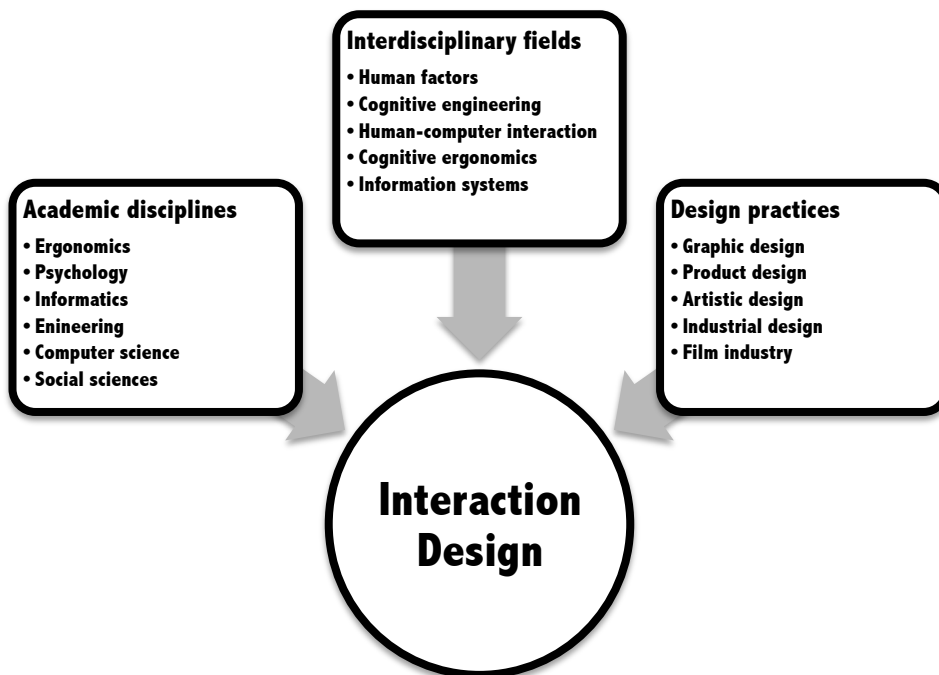 Interdisciplinary fields
• Human factors
• Cognitive engineering
• Human-computer interaction
• Cognitive ergonomics
• Information systems
Academic disciplines
• Ergonomics
• Psychology
• Informatics
• Enineering
• Computer science
• Social sciences
Design practices
• Graphic design
• Product design
• Artistic design
• Industrial design
• Film industry
Interaction
Design